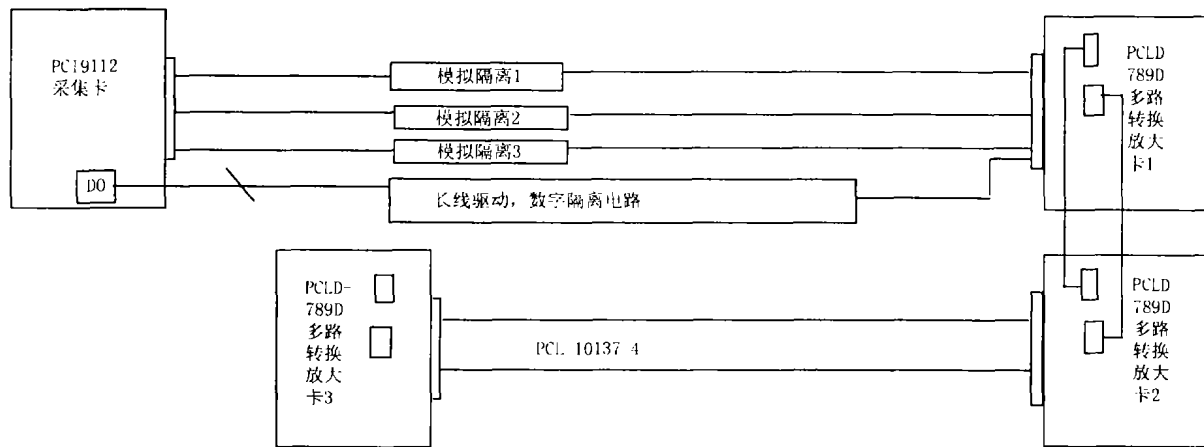 PC19112
采集卡
DO
模拟隔离1
模拟隔离2
模拟隔离3
长线驱动，数字隔离电路
PCLD
789D
多路
转换
放大
卡1
PCLD-
789D
多路
转换
放大
卡3
PCL 10137 4
PCLD
789D
多路
转换
放大
卡2